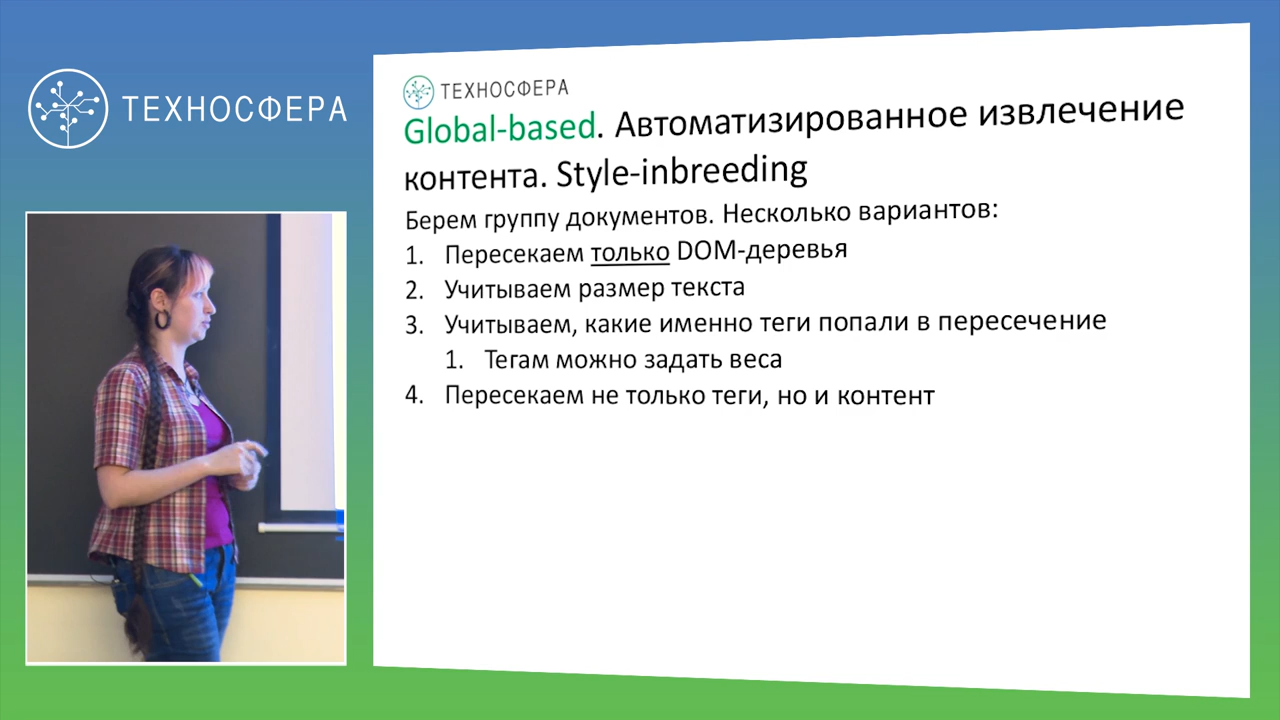 ТЕХНОСФЕРА
ТЕХНОСФЕРА
Global-based. Автоматизированное извлечение
контента. Style-inbreeding
Берем группу документов. Несколько вариантов:
1. Пересекаем только DOM-деревья
2. Учитываем размер текста
3. Учитываем, какие именно теги попали в пересечение
1. Тегам можно задать веса
4. Пересекаем не только теги, но и контент